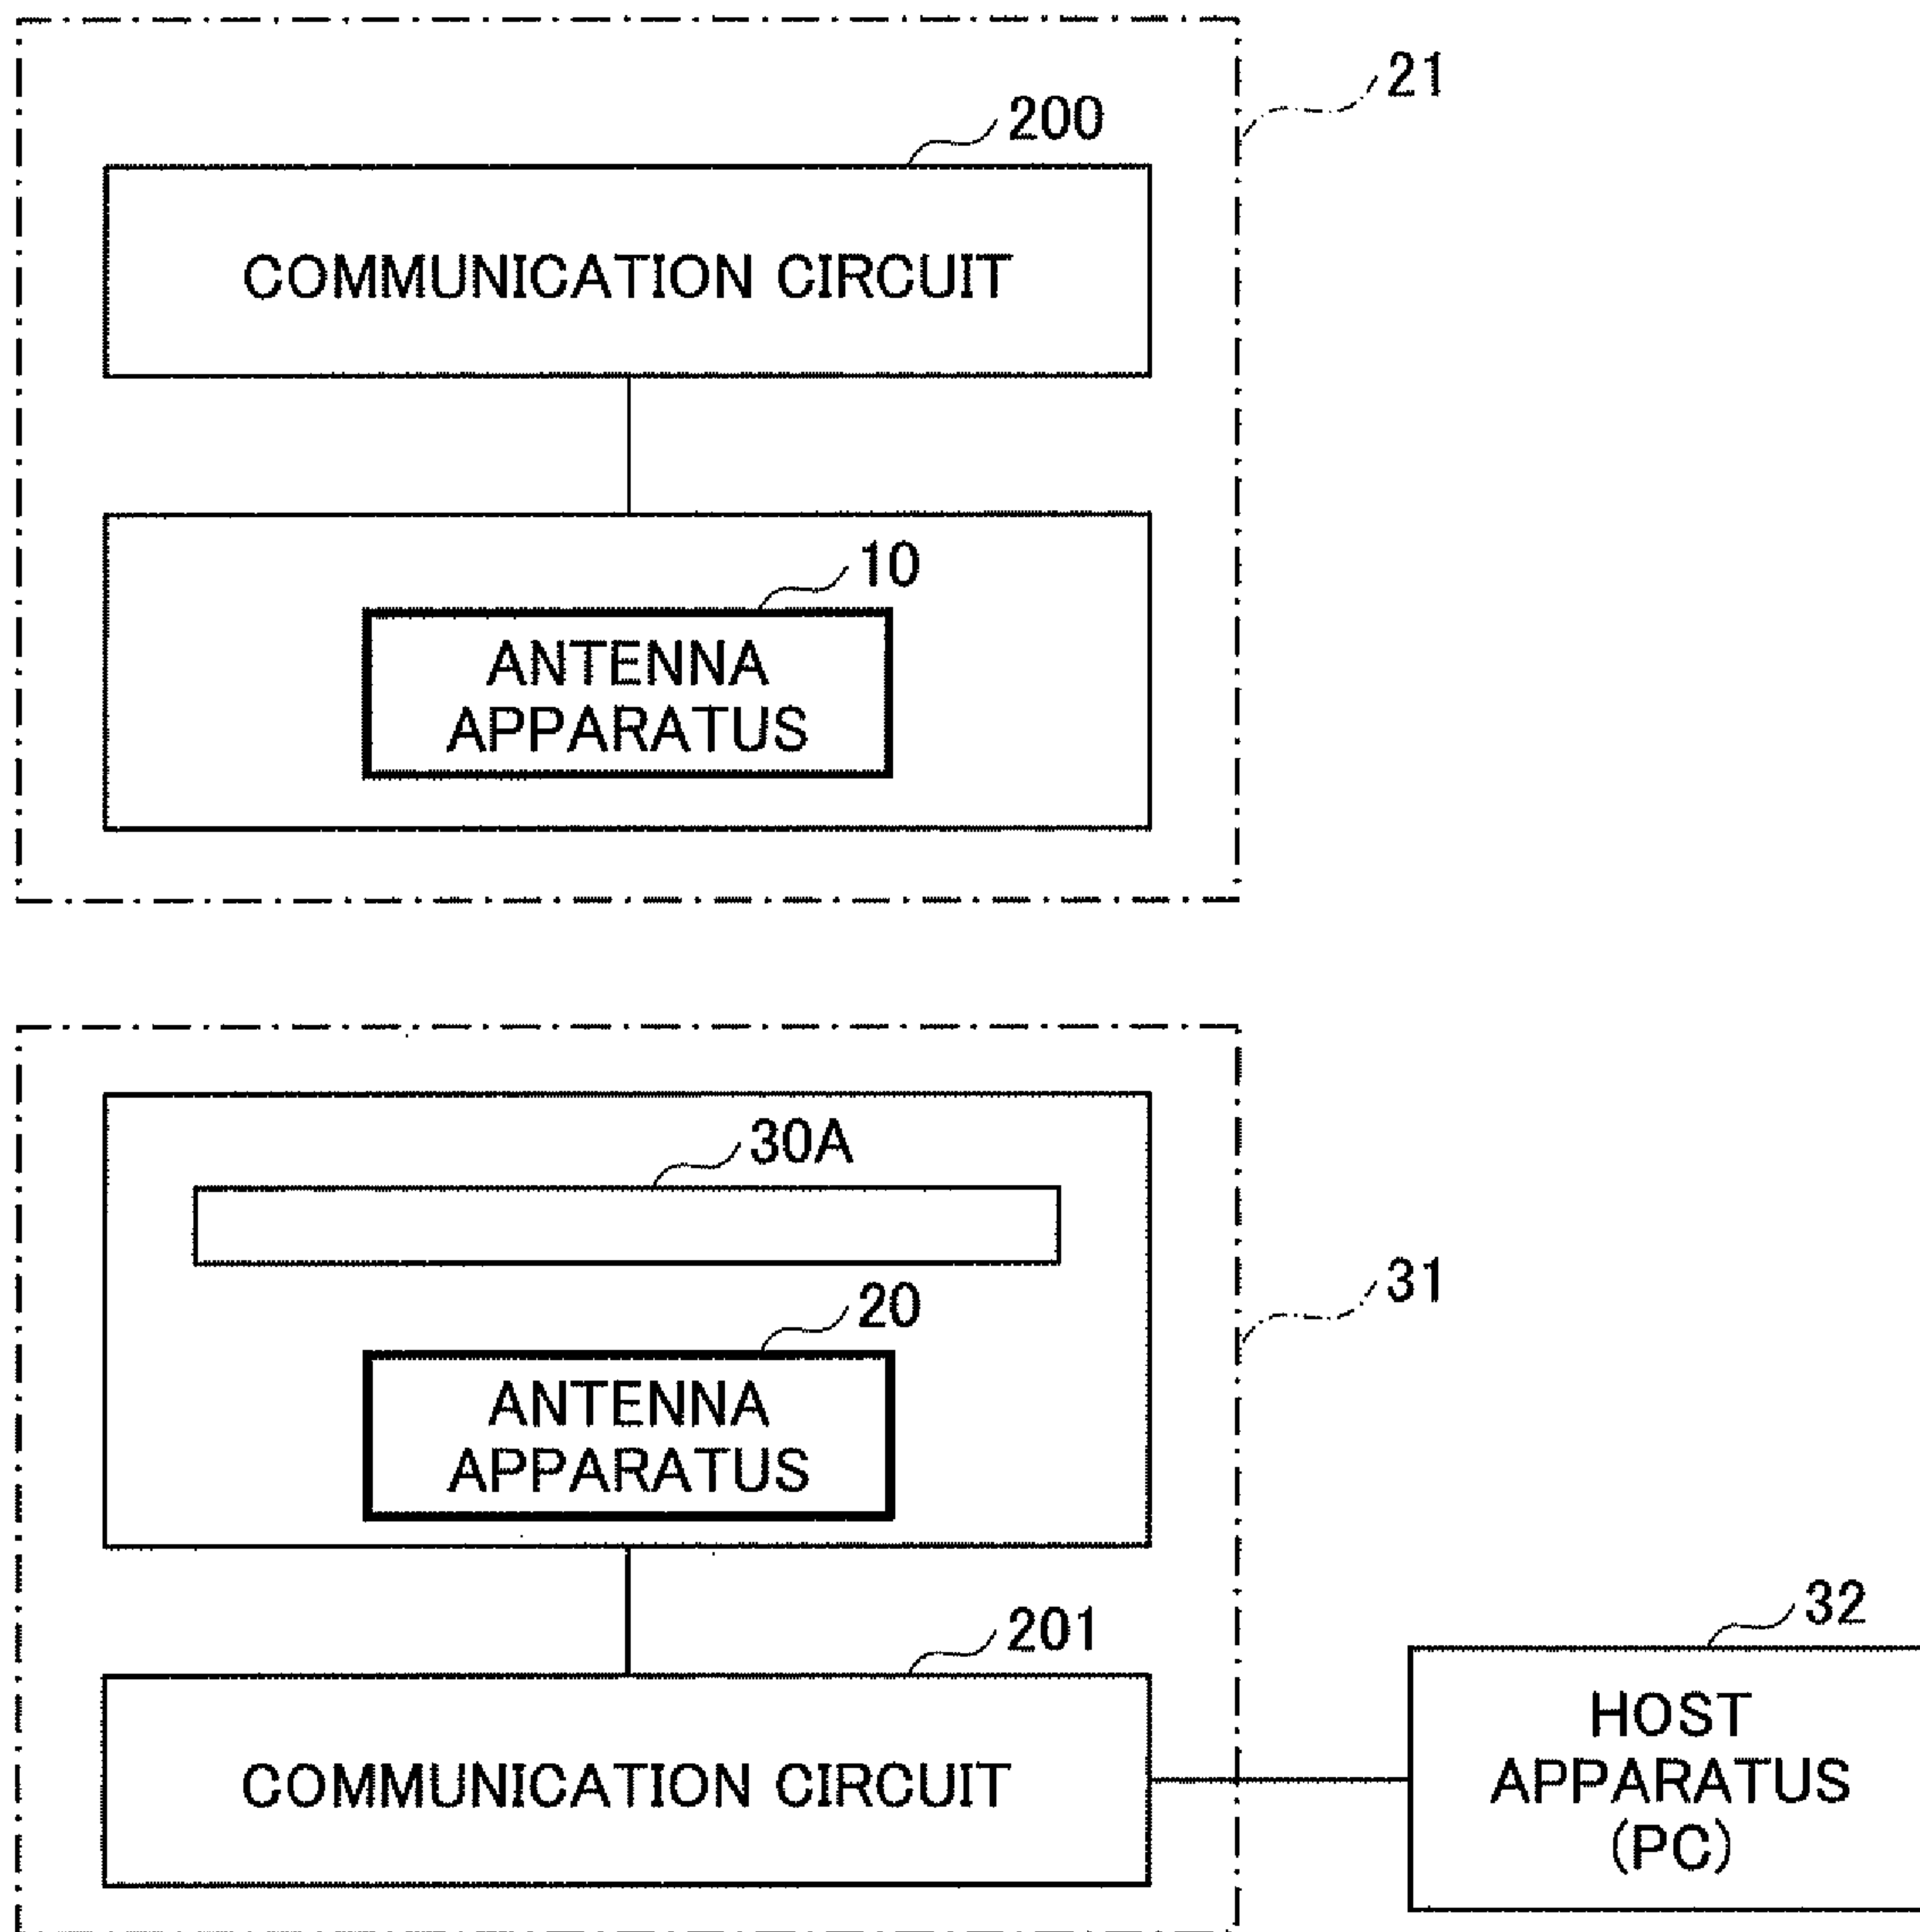 21
200
COMMUNICATION CIRCUIT
10
ANTENNA
APPARATUS
30A
31
20
ANTENNA
APPARATUS
201
COMMUNICATION CIRCUIT
32
HOST
APPARATUS
(PC)